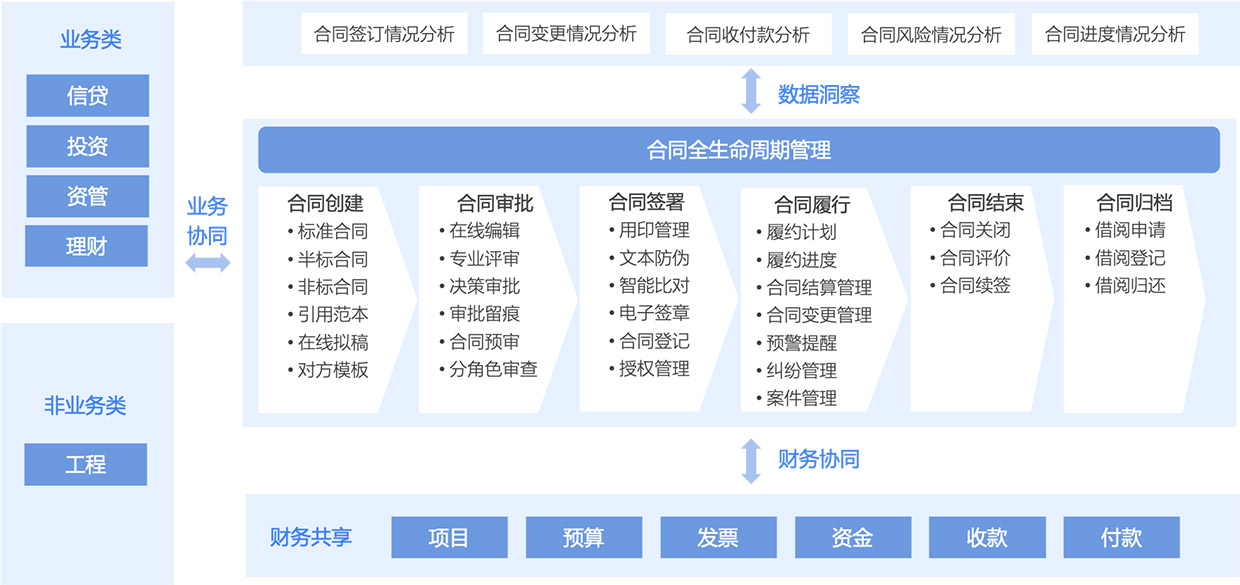 业务类
信贷
投资
资管
理财
非业务类
工程
业务
协同
合同签订情况分析
合同变更情况分析
合同收付款分析
合同风险情况分析
合同进度情况分析
数据洞察
合同全生命周期管理
合同创建
• 标准合同
• 半标合同
• 非标合同
• 引用范本
• 在线拟稿
• 对方模板
合同审批
• 在线编辑
• 专业评审
• 决策审批
• 审批留痕
• 合同预审
• 分角色审查
合同签署
• 用印管理
• 文本防伪
• 智能比对
• 电子签章
• 合同登记
• 授权管理
合同履行
• 履约计划
• 履约进度
• 合同结算管理
• 合同变更管理
• 预警提醒
• 纠纷管理
• 案件管理
合同结束
• 合同关闭
• 合同评价
• 合同续签
合同归档
• 借阅申请
• 借阅登记
• 借阅归还
财务协同
财务共享
项目
预算
发票
资金
收款
付款